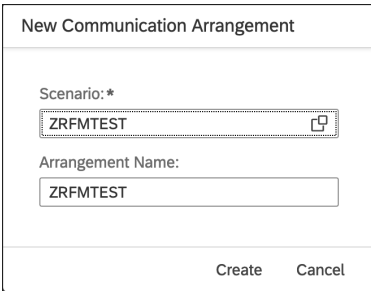 New Communication Arrangement
Scenario:*
ZRFMTEST
Arrangement Name:
ZRFMTEST
Create Cancel